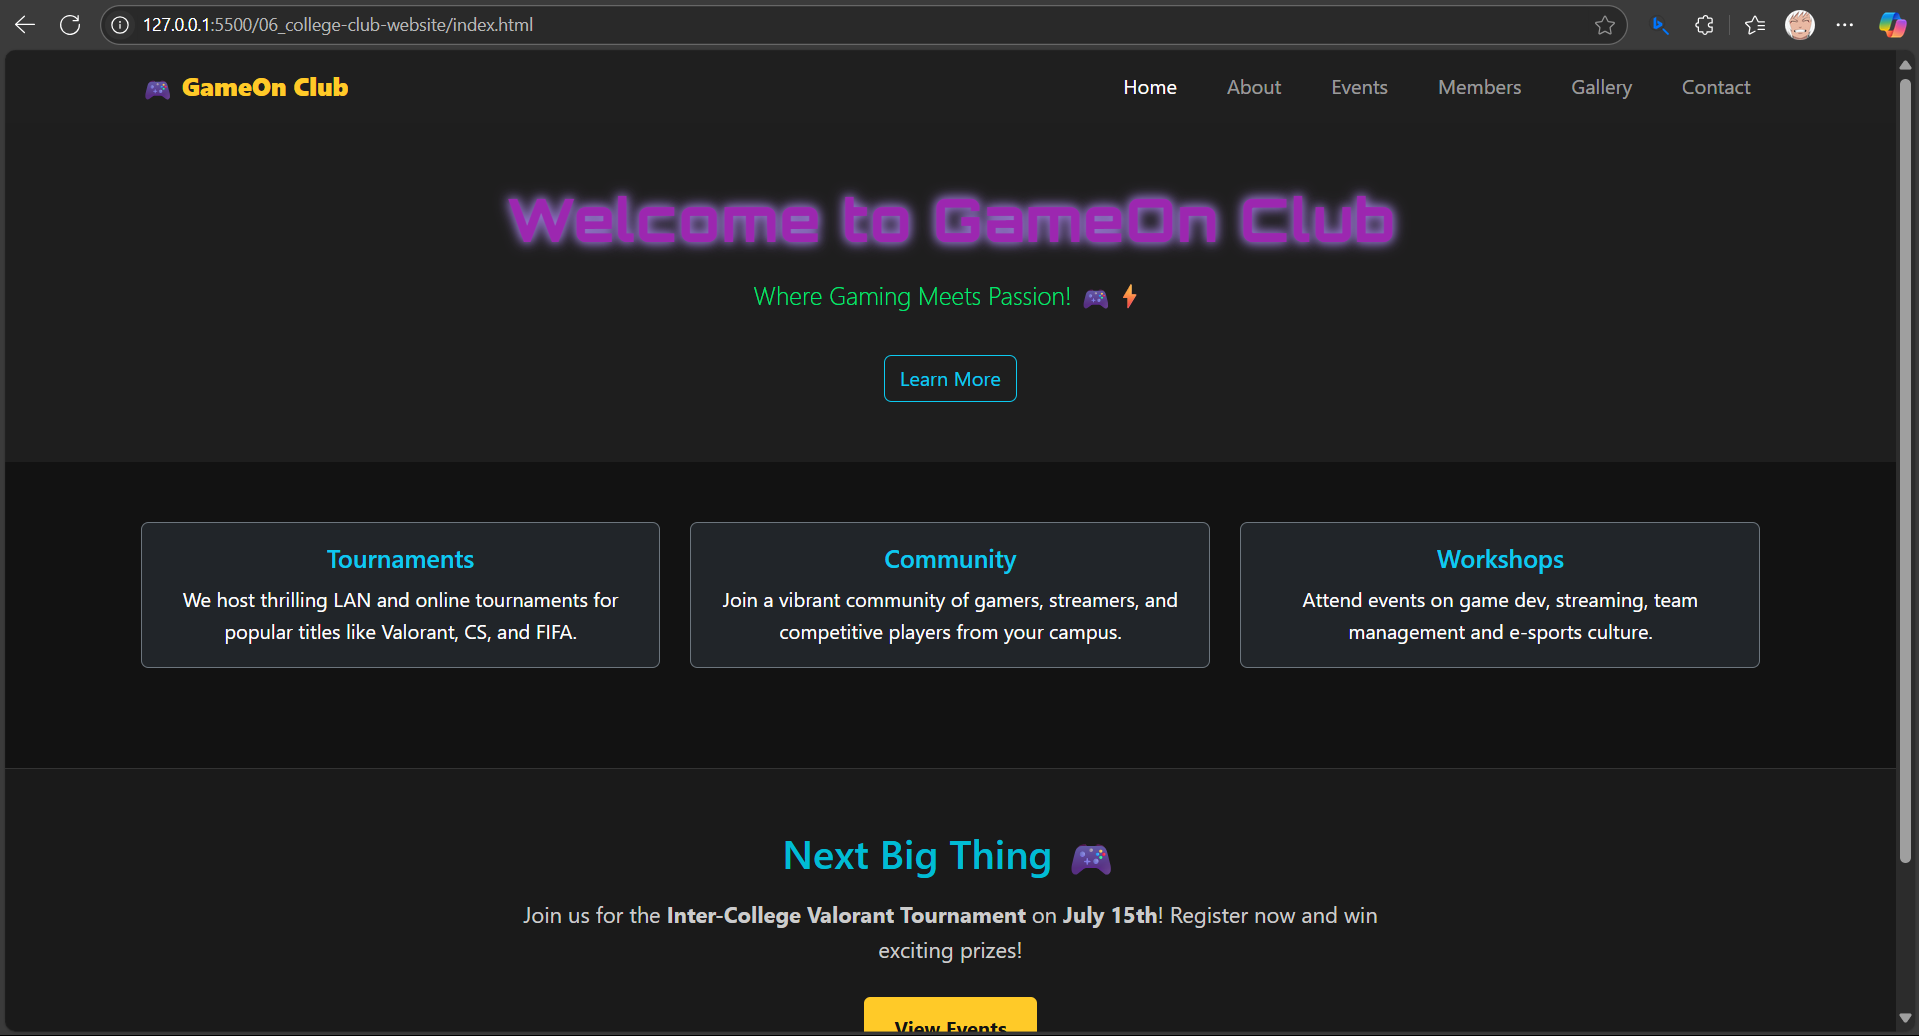 127.0.0.1:5500/06_college-club-website/index.html
🎮 GameOn Club
Home About Events Members Gallery Contact
Welcome to GameOn Club
Where Gaming Meets Passion! 🎮 ⚡
Learn More
Tournaments
We host thrilling LAN and online tournaments for
popular titles like Valorant, CS, and FIFA.
Community
Join a vibrant community of gamers, streamers, and
competitive players from your campus.
Workshops
Attend events on game dev, streaming, team
management and e-sports culture.
Next Big Thing 🎮
Join us for the Inter-College Valorant Tournament on July 15th! Register now and win
exciting prizes!
View Events